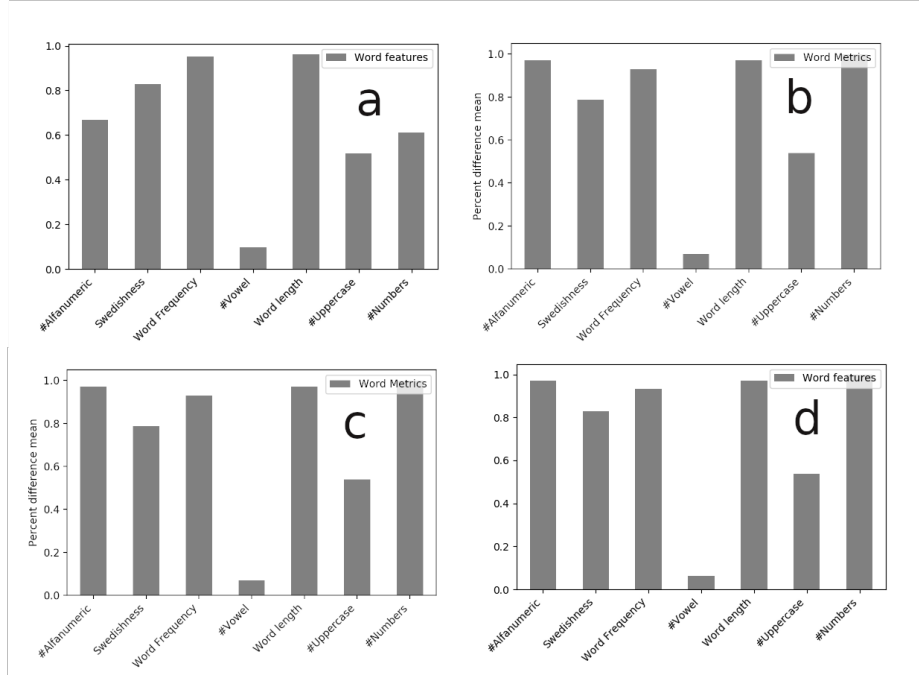 1.0
0.8
0.6
0.4
0.2
0.0
Word features
a
#Alfanumeric
Swedishness
Word Frequency
#Vowel
Word length
#Uppercase
#Numbers
Percent difference mean
1.0
0.8
0.6
0.4
0.2
0.0
Word Metrics
b
#Alfanumeric
Swedishness
Word Frequency
#Vowel
Word length
#Uppercase
#Numbers
Percent difference mean
1.0
0.8
0.6
0.4
0.2
0.0
Word Metrics
c
#Alfanumeric
Swedishness
Word Frequency
#Vowel
Word length
#Uppercase
#Numbers
1.0
0.8
0.6
0.4
0.2
0.0
Word features
d
#Alfanumeric
Swedishness
Word Frequency
#Vowel
Word length
#Uppercase
#Numbers